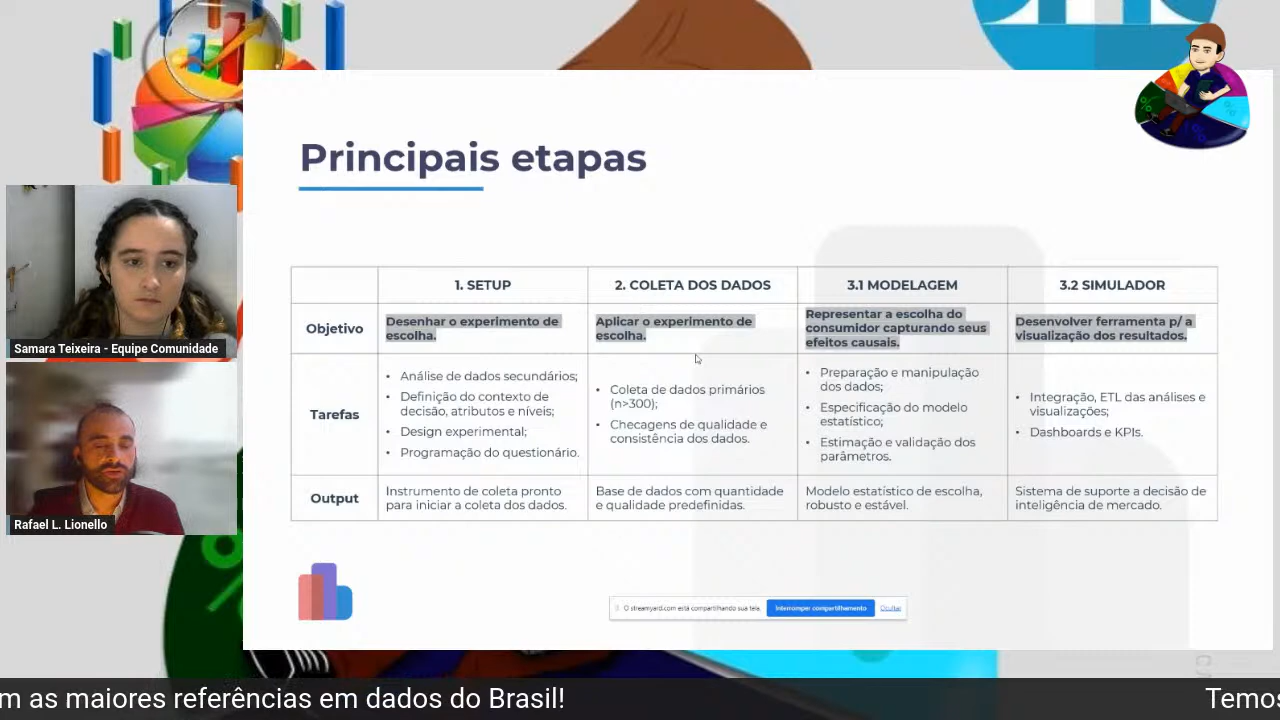 Principais etapas
1. SETUP
2. COLETA DOS DADOS
3.1 MODELAGEM
3.2 SIMULADOR
Objetivo
Desenhar o experimento de
escolha.
Aplicar o experimento de
escolha.
Representar a escolha do
consumidor capturando seus
efeitos causais.
Desenvolver ferramenta p/ a
visualização dos resultados.
Tarefas
• Análise de dados secundários;
• Definição do contexto de
decisão, atributos e níveis;
• Design experimental;
• Programação do questionário.
• Coleta de dados primários
(n>300);
• Checagens de qualidade e
consistência dos dados.
• Preparação e manipulação
dos dados;
• Especificação do modelo
estatístico;
• Estimação e validação dos
parâmetros.
• Integração, ETL das análises e
visualizações;
• Dashboards e KPIs.
Output
Instrumento de coleta pronto
para iniciar a coleta dos dados.
Base de dados com quantidade
e qualidade predefinidas.
Modelo estatístico de escolha,
robusto e estável.
Sistema de suporte a decisão de
inteligência de mercado.
Samara Teixeira - Equipe Comunidade
Rafael L. Lionello
O streamyard.com está compartilhando sua tela.
Interromper compartilhamento
Ocultar
m as maiores referências em dados do Brasil!
Temos